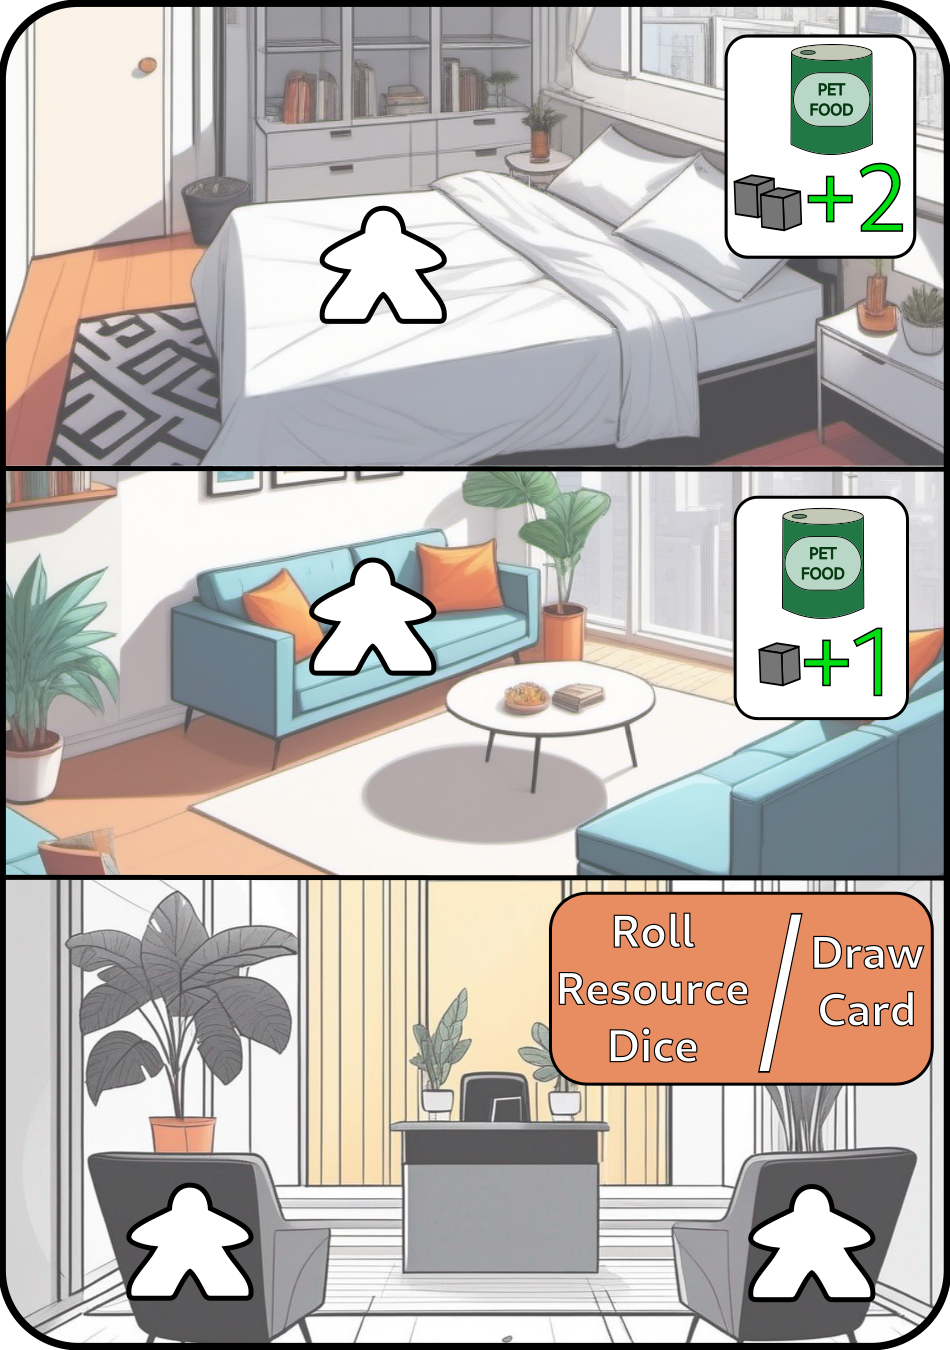 PET
FOOD
+2
PET
FOOD
+1
Roll
Resource
Dice
/
Draw
Card